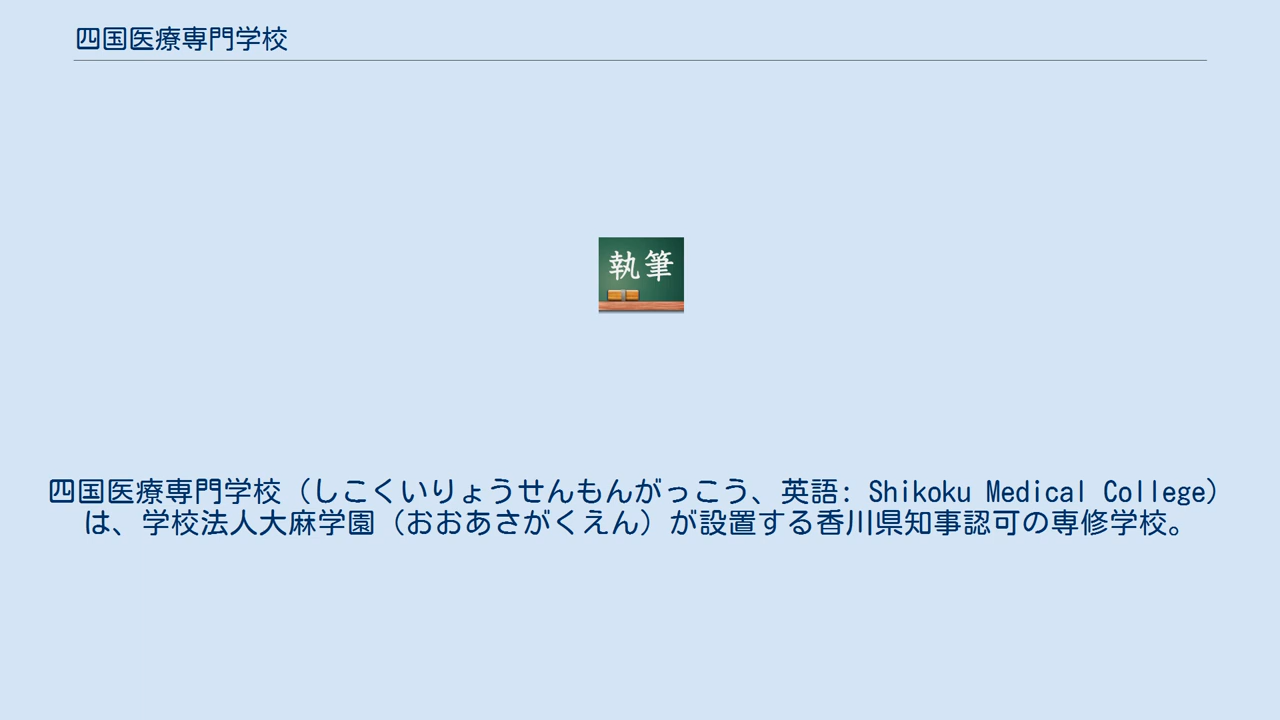 四国医療専門学校
執筆
四国医療専門学校（しこくいりょうせんもんがっこう、英語: Shikoku Medical College）
は、学校法人大麻学園（おおあさがくえん）が設置する香川県知事認可の専修学校。